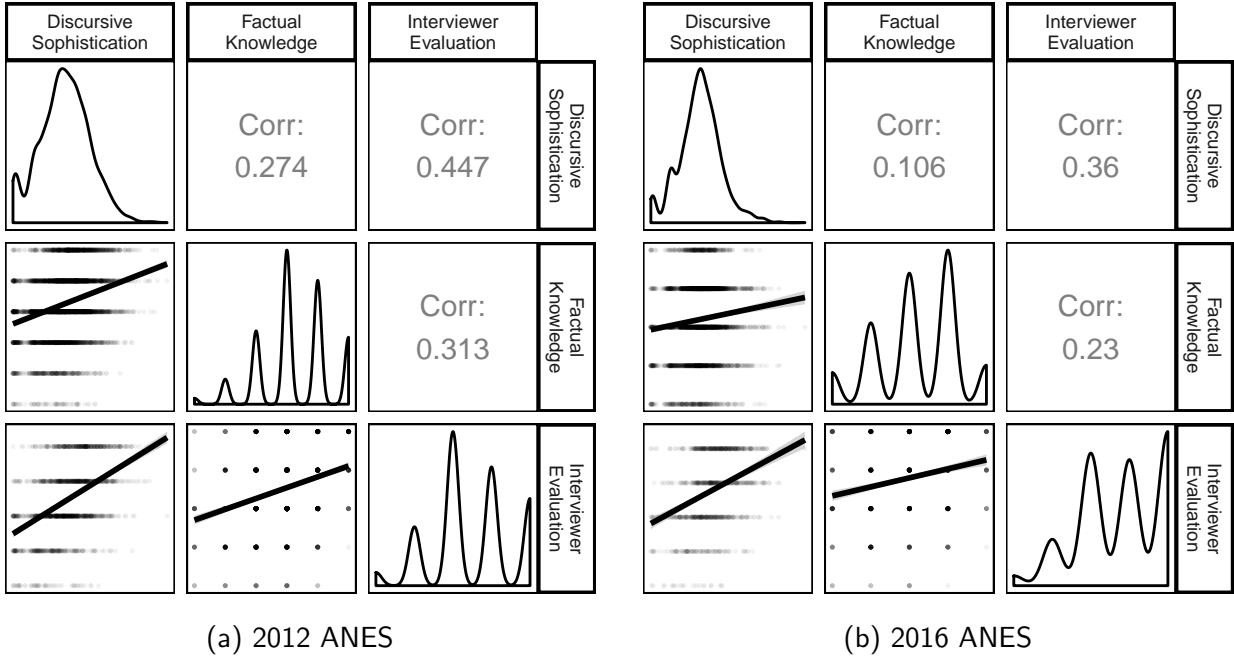 Discursive
Sophistication
Factual
Knowledge
Interviewer
Evaluation
Corr:
0.274
Corr:
0.447
Discursive
Sophistication
Corr:
0.313
Factual
Knowledge
Interviewer
Evaluation
(a) 2012 ANES
Discursive
Sophistication
Factual
Knowledge
Interviewer
Evaluation
Corr:
0.106
Corr:
0.36
Discursive
Sophistication
Corr:
0.23
Factual
Knowledge
Interviewer
Evaluation
(b) 2016 ANES